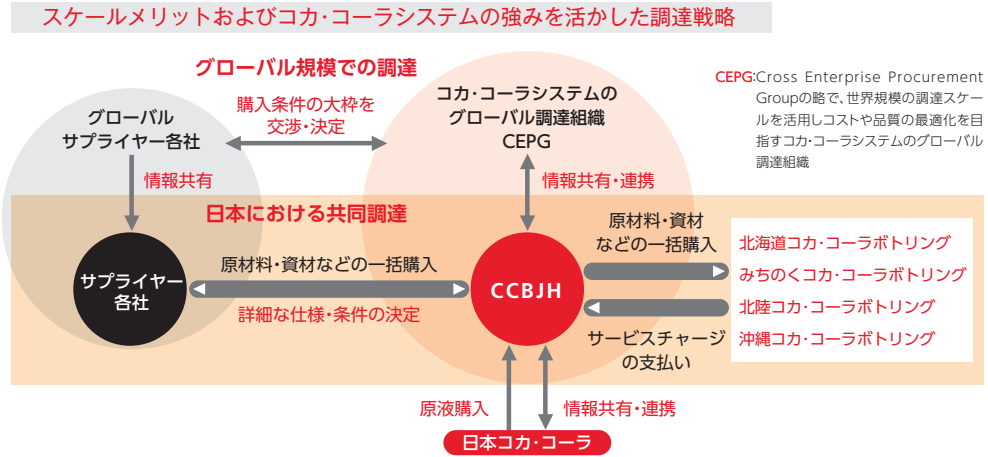 スケールメリットおよびコカ・コーラシステムの強みを活かした調達戦略
グローバル規模での調達
グローバル
サプライヤー各社
購入条件の大枠を
交渉・決定
コカ・コーラシステムの
グローバル調達組織
CEPG
CEPG:Cross Enterprise Procurement
Groupの略で、世界規模の調達スケー
ルを活用しコストや品質の最適化を目
指すコカ・コーラシステムのグローバル
調達組織
情報共有
情報共有・連携
日本における共同調達
サプライヤー
各社
原材料・資材などの一括購入
詳細な仕様・条件の決定
CCBJH
原材料・資材
などの一括購入
サービスチャージ
の支払い
北海道コカ・コーラボトリング
みちのくコカ・コーラボトリング
北陸コカ・コーラボトリング
沖縄コカ・コーラボトリング
原液購入
情報共有・連携
日本コカ・コーラ